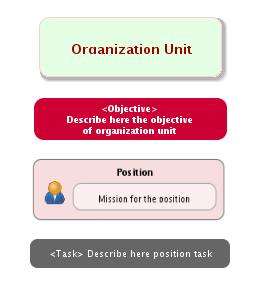 Organization Unit
<Objective>
Describe here the objective
of organization unit
Position
Mission for the position
<Task> Describe here position task